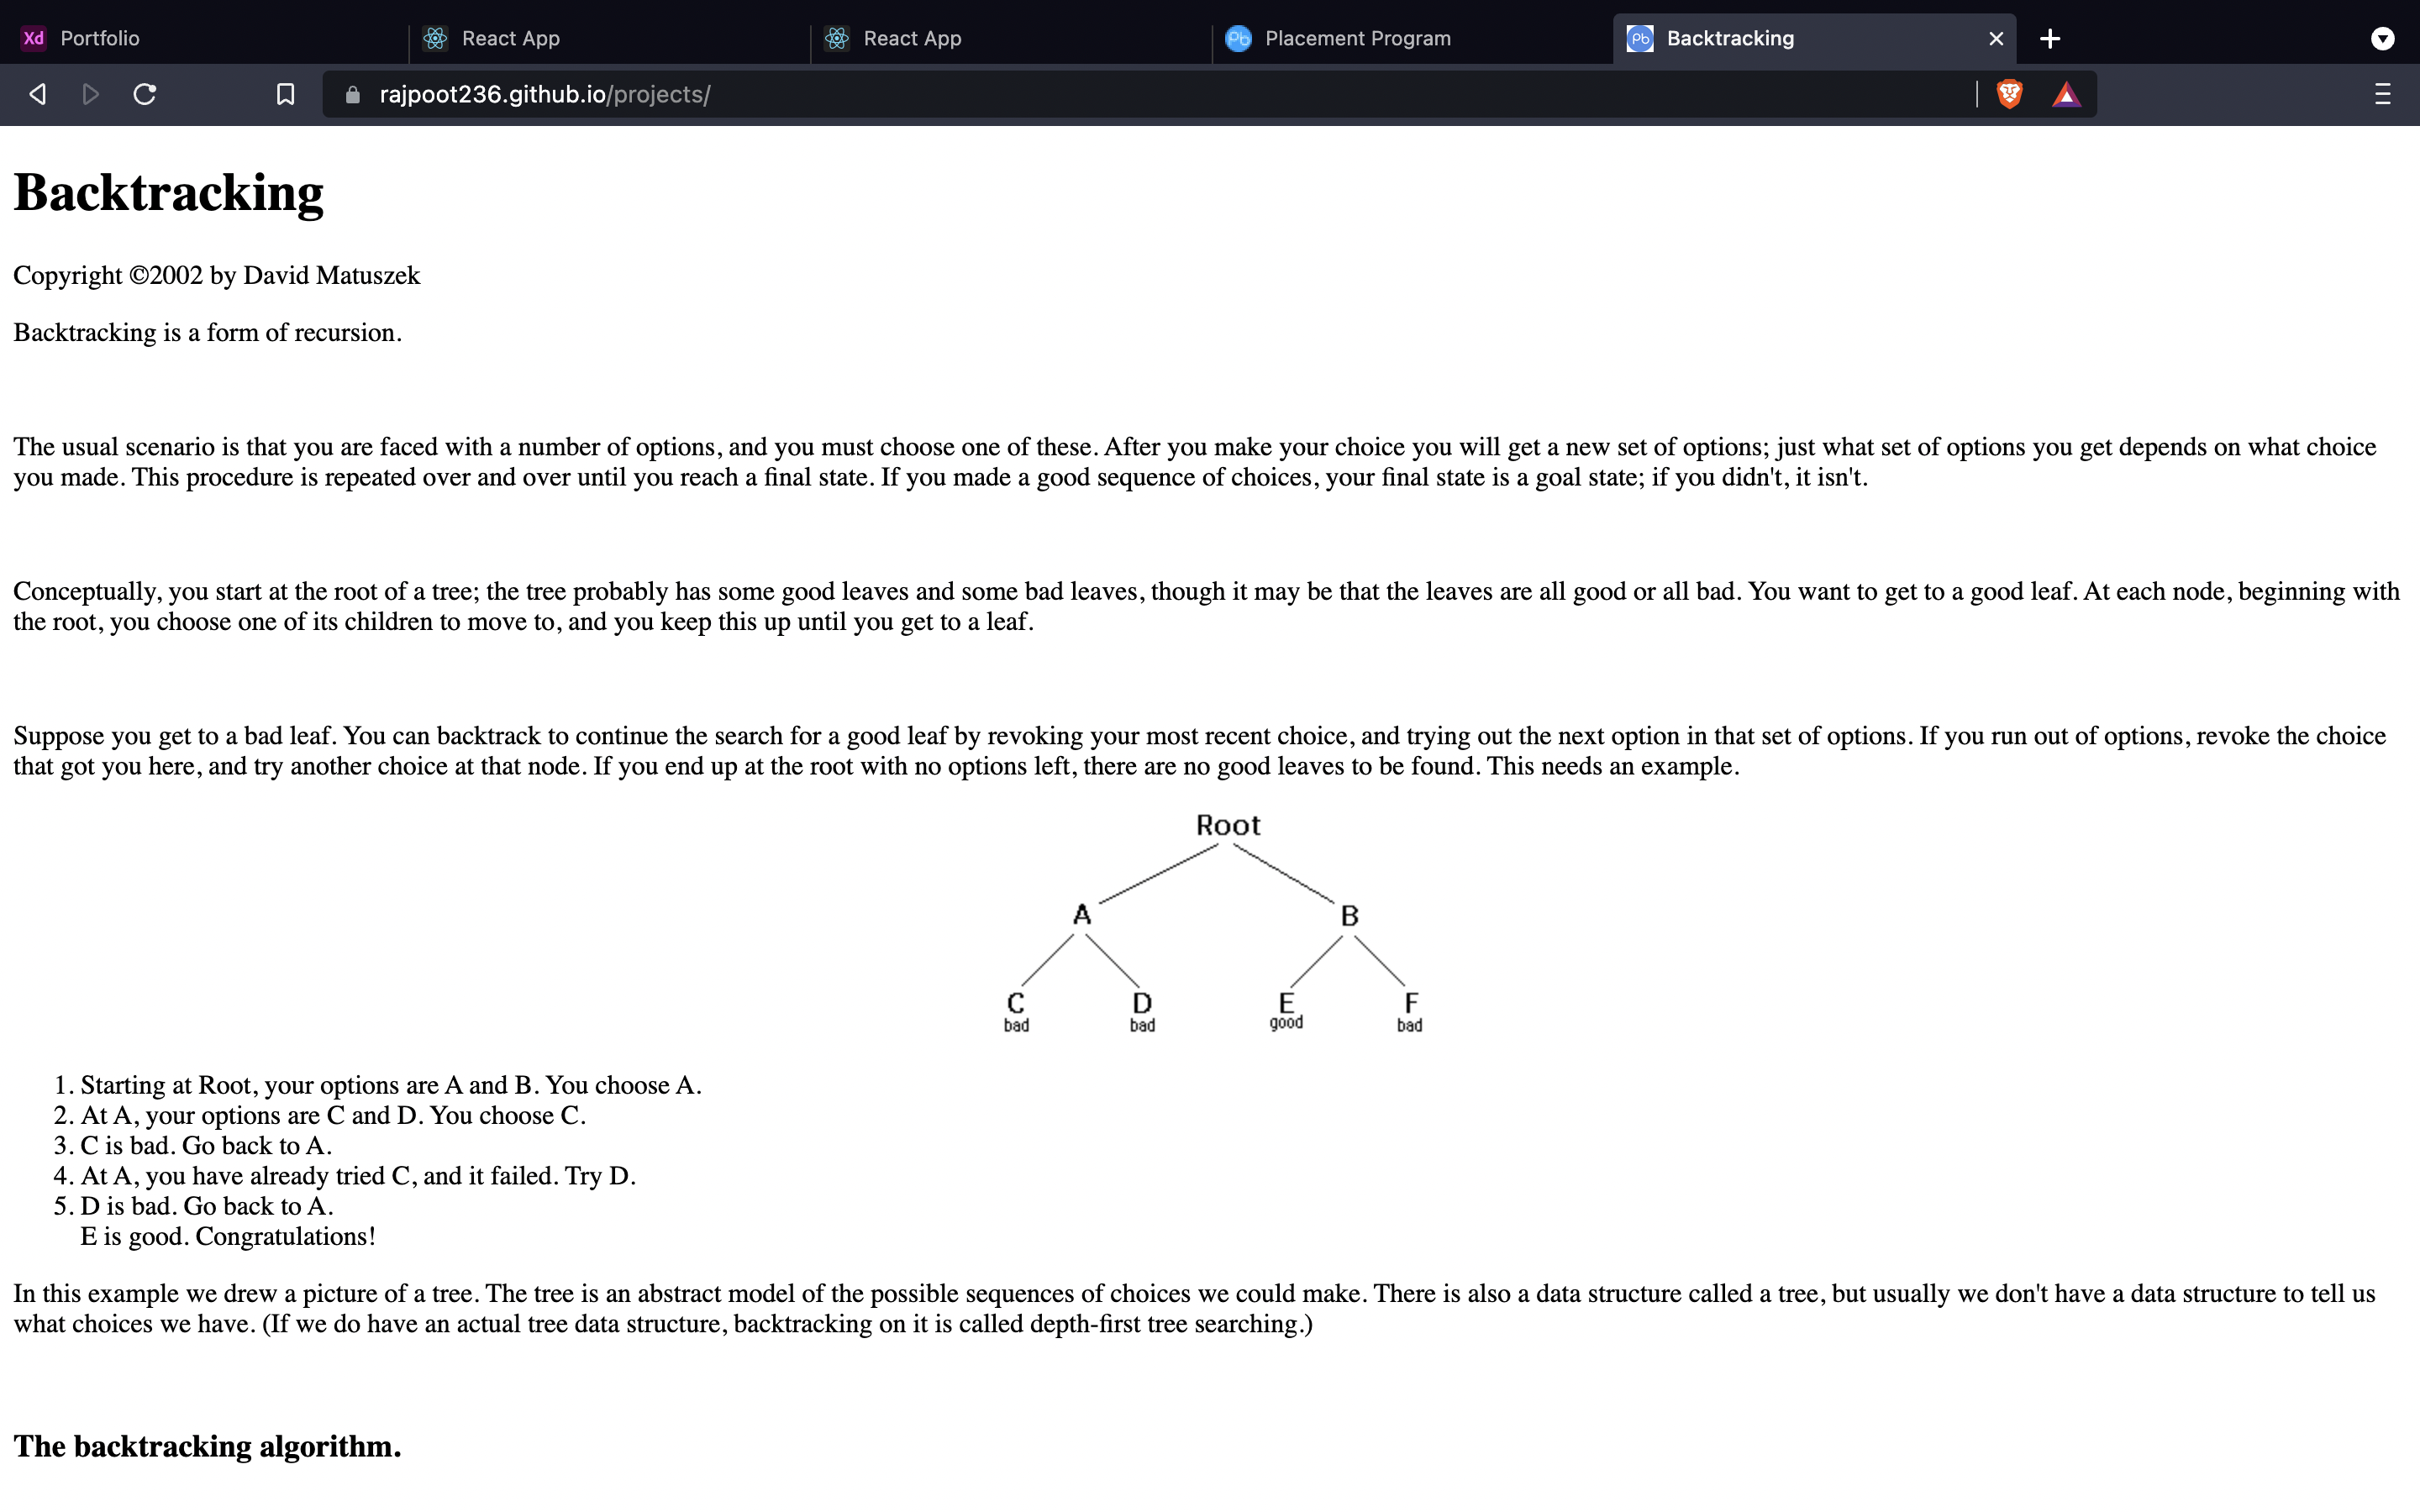 Xd Portfolio
React App
React App
Pb Placement Program
Pb Backtracking
rajpoot236.github.io/projects/
Backtracking
Copyright ©2002 by David Matuszek
Backtracking is a form of recursion.
The usual scenario is that you are faced with a number of options, and you must choose one of these. After you make your choice you will get a new set of options; just what set of options you get depends on what choice
you made. This procedure is repeated over and over until you reach a final state. If you made a good sequence of choices, your final state is a goal state; if you didn't, it isn't.
Conceptually, you start at the root of a tree; the tree probably has some good leaves and some bad leaves, though it may be that the leaves are all good or all bad. You want to get to a good leaf. At each node, beginning with
the root, you choose one of its children to move to, and you keep this up until you get to a leaf.
Suppose you get to a bad leaf. You can backtrack to continue the search for a good leaf by revoking your most recent choice, and trying out the next option in that set of options. If you run out of options, revoke the choice
that got you here, and try another choice at that node. If you end up at the root with no options left, there are no good leaves to be found. This needs an example.
Root
A B
C D E F
bad bad good bad
1. Starting at Root, your options are A and B. You choose A.
2. At A, your options are C and D. You choose C.
3. C is bad. Go back to A.
4. At A, you have already tried C, and it failed. Try D.
5. D is bad. Go back to A.
E is good. Congratulations!
In this example we drew a picture of a tree. The tree is an abstract model of the possible sequences of choices we could make. There is also a data structure called a tree, but usually we don't have a data structure to tell us
what choices we have. (If we do have an actual tree data structure, backtracking on it is called depth-first tree searching.)
The backtracking algorithm.